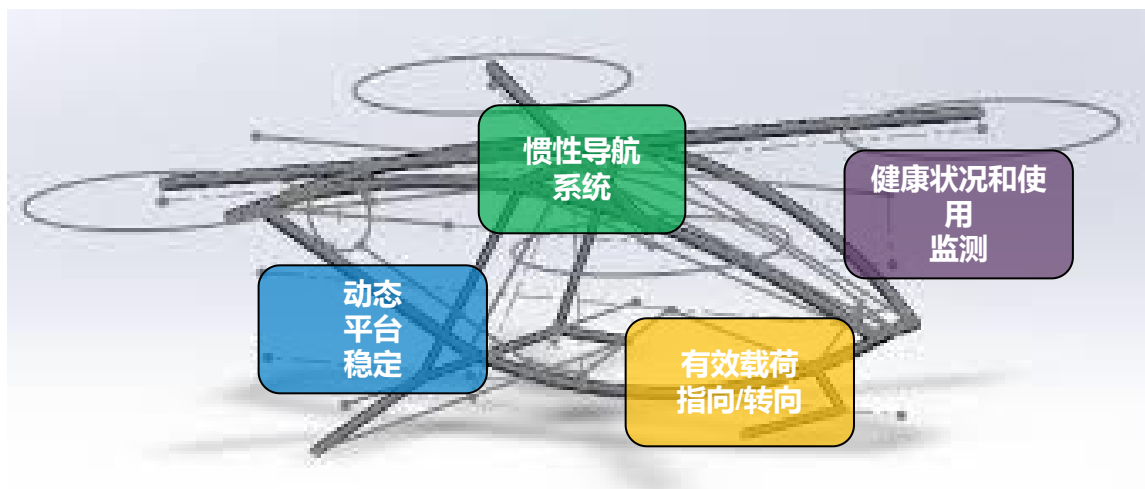 惯性导航
系统
健康状况和使
用
监测
动态
平台
稳定
有效载荷
指向/转向